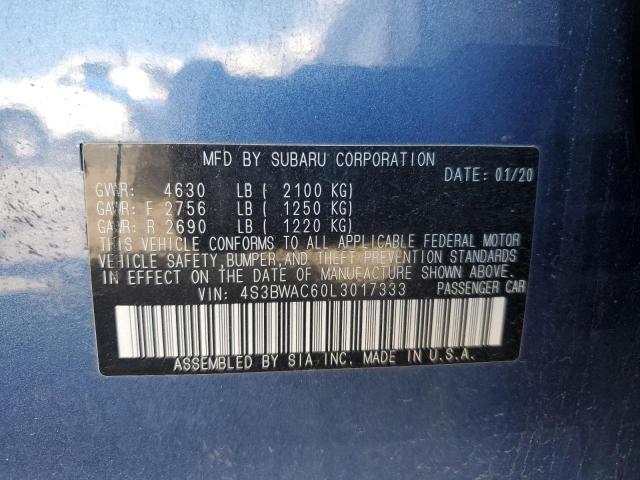 MFD BY SUBARU CORPORATION
DATE: 01/20
GVWR: 4630 LB ( 2100 KG)
GAWR: F 2756 LB ( 1250 KG)
GAWR: R 2690 LB ( 1220 KG)
THIS VEHICLE CONFORMS TO ALL APPLICABLE FEDERAL MOTOR
VEHICLE SAFETY, BUMPER, AND THEFT PREVENTION STANDARDS
IN EFFECT ON THE DATE OF MANUFACTURE SHOWN ABOVE.
VIN: 4S3BWAC60L3017333 PASSENGER CAR
ASSEMBLED BY SIA INC. MADE IN U.S.A.